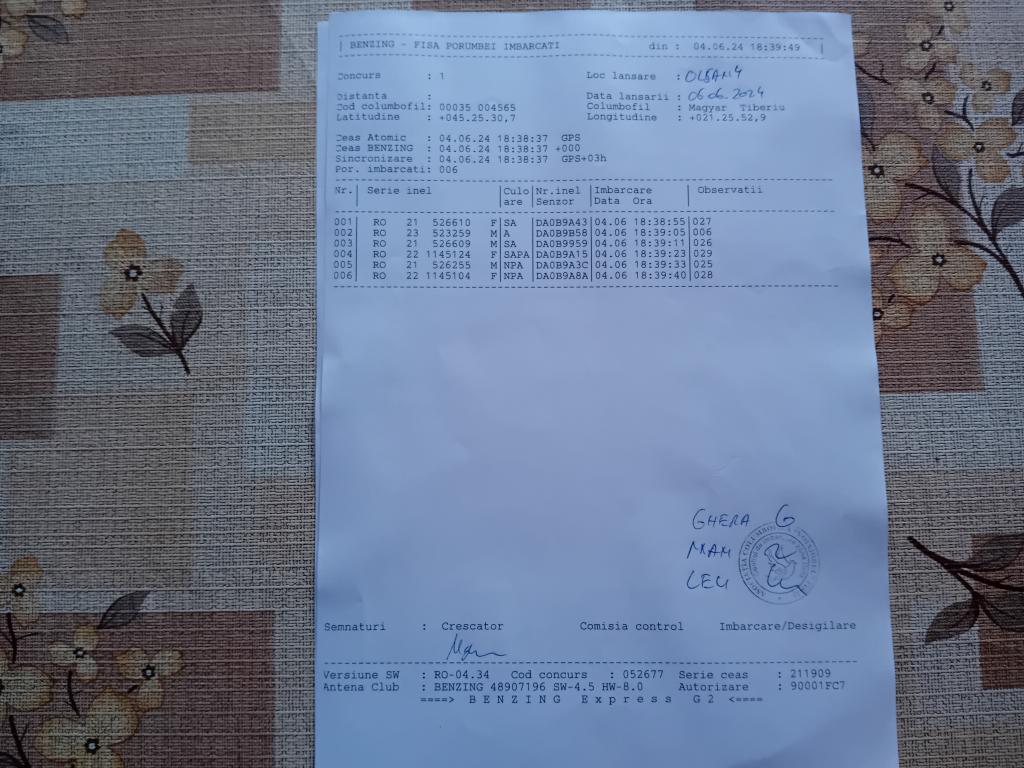 | BENZING - FISA PORUMBEI IMBARCATI din : 04.06.24 18:39:49 |
Concurs : 1 Loc lansare :
Distanta : Data lansarii : 06.06.2024
Cod columbofil: 00035 004565 Columbofil : Magyar Tiberiu
Latitudine : +045.25.30,7 Longitudine : +021.25.52,9
Ceas Atomic : 04.06.24 18:38:37 GPS
Ceas BENZING : 04.06.24 18:38:37 +000
Sincronizare : 04.06.24 18:38:37 GPS+03h
Por. imbarcati: 006
Nr.| Serie inel |Culo|Nr.inel|Imbarcare | Observatii
|are |Senzor |Data Ora |
001| RO 21 526610 F|SA |DA0B9A43|04.06 18:38:55|027
002| RO 23 523259 M|A |DA0B9B58|04.06 18:39:05|006
003| RO 21 526609 M|SA |DA0B9959|04.06 18:39:11|026
004| RO 22 1145124 F|SAPA|DA0B9A15|04.06 18:39:23|029
005| RO 21 526255 M|NPA |DA0B9A3C|04.06 18:39:33|025
006| RO 22 1145104 F|NPA |DA0B9A8A|04.06 18:39:40|028
GHERA G
LEU
Semnaturi : Crescator Comisia control Imbarcare/Desigilare
Versiune SW : RO-04.34 Cod concurs : 052677 Serie ceas : 211909
Antena Club : BENZING 48907196 SW-4.5 HW-8.0 Autorizare : 90001FC7
====> B E N Z I N G E x p r e s s G 2 <====